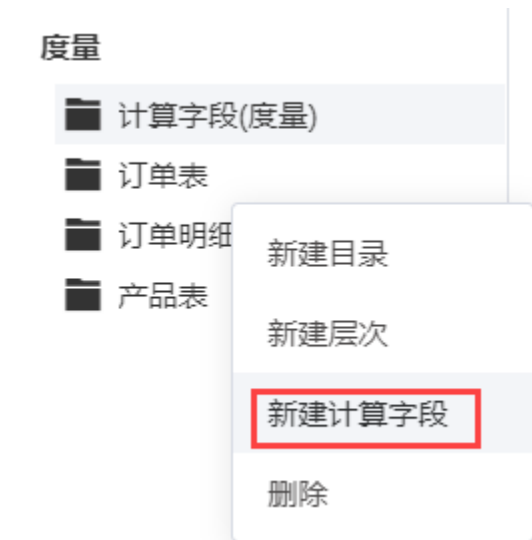 度量
计算字段(度量)
订单表
订单明细
产品表
新建目录
新建层次
新建计算字段
删除